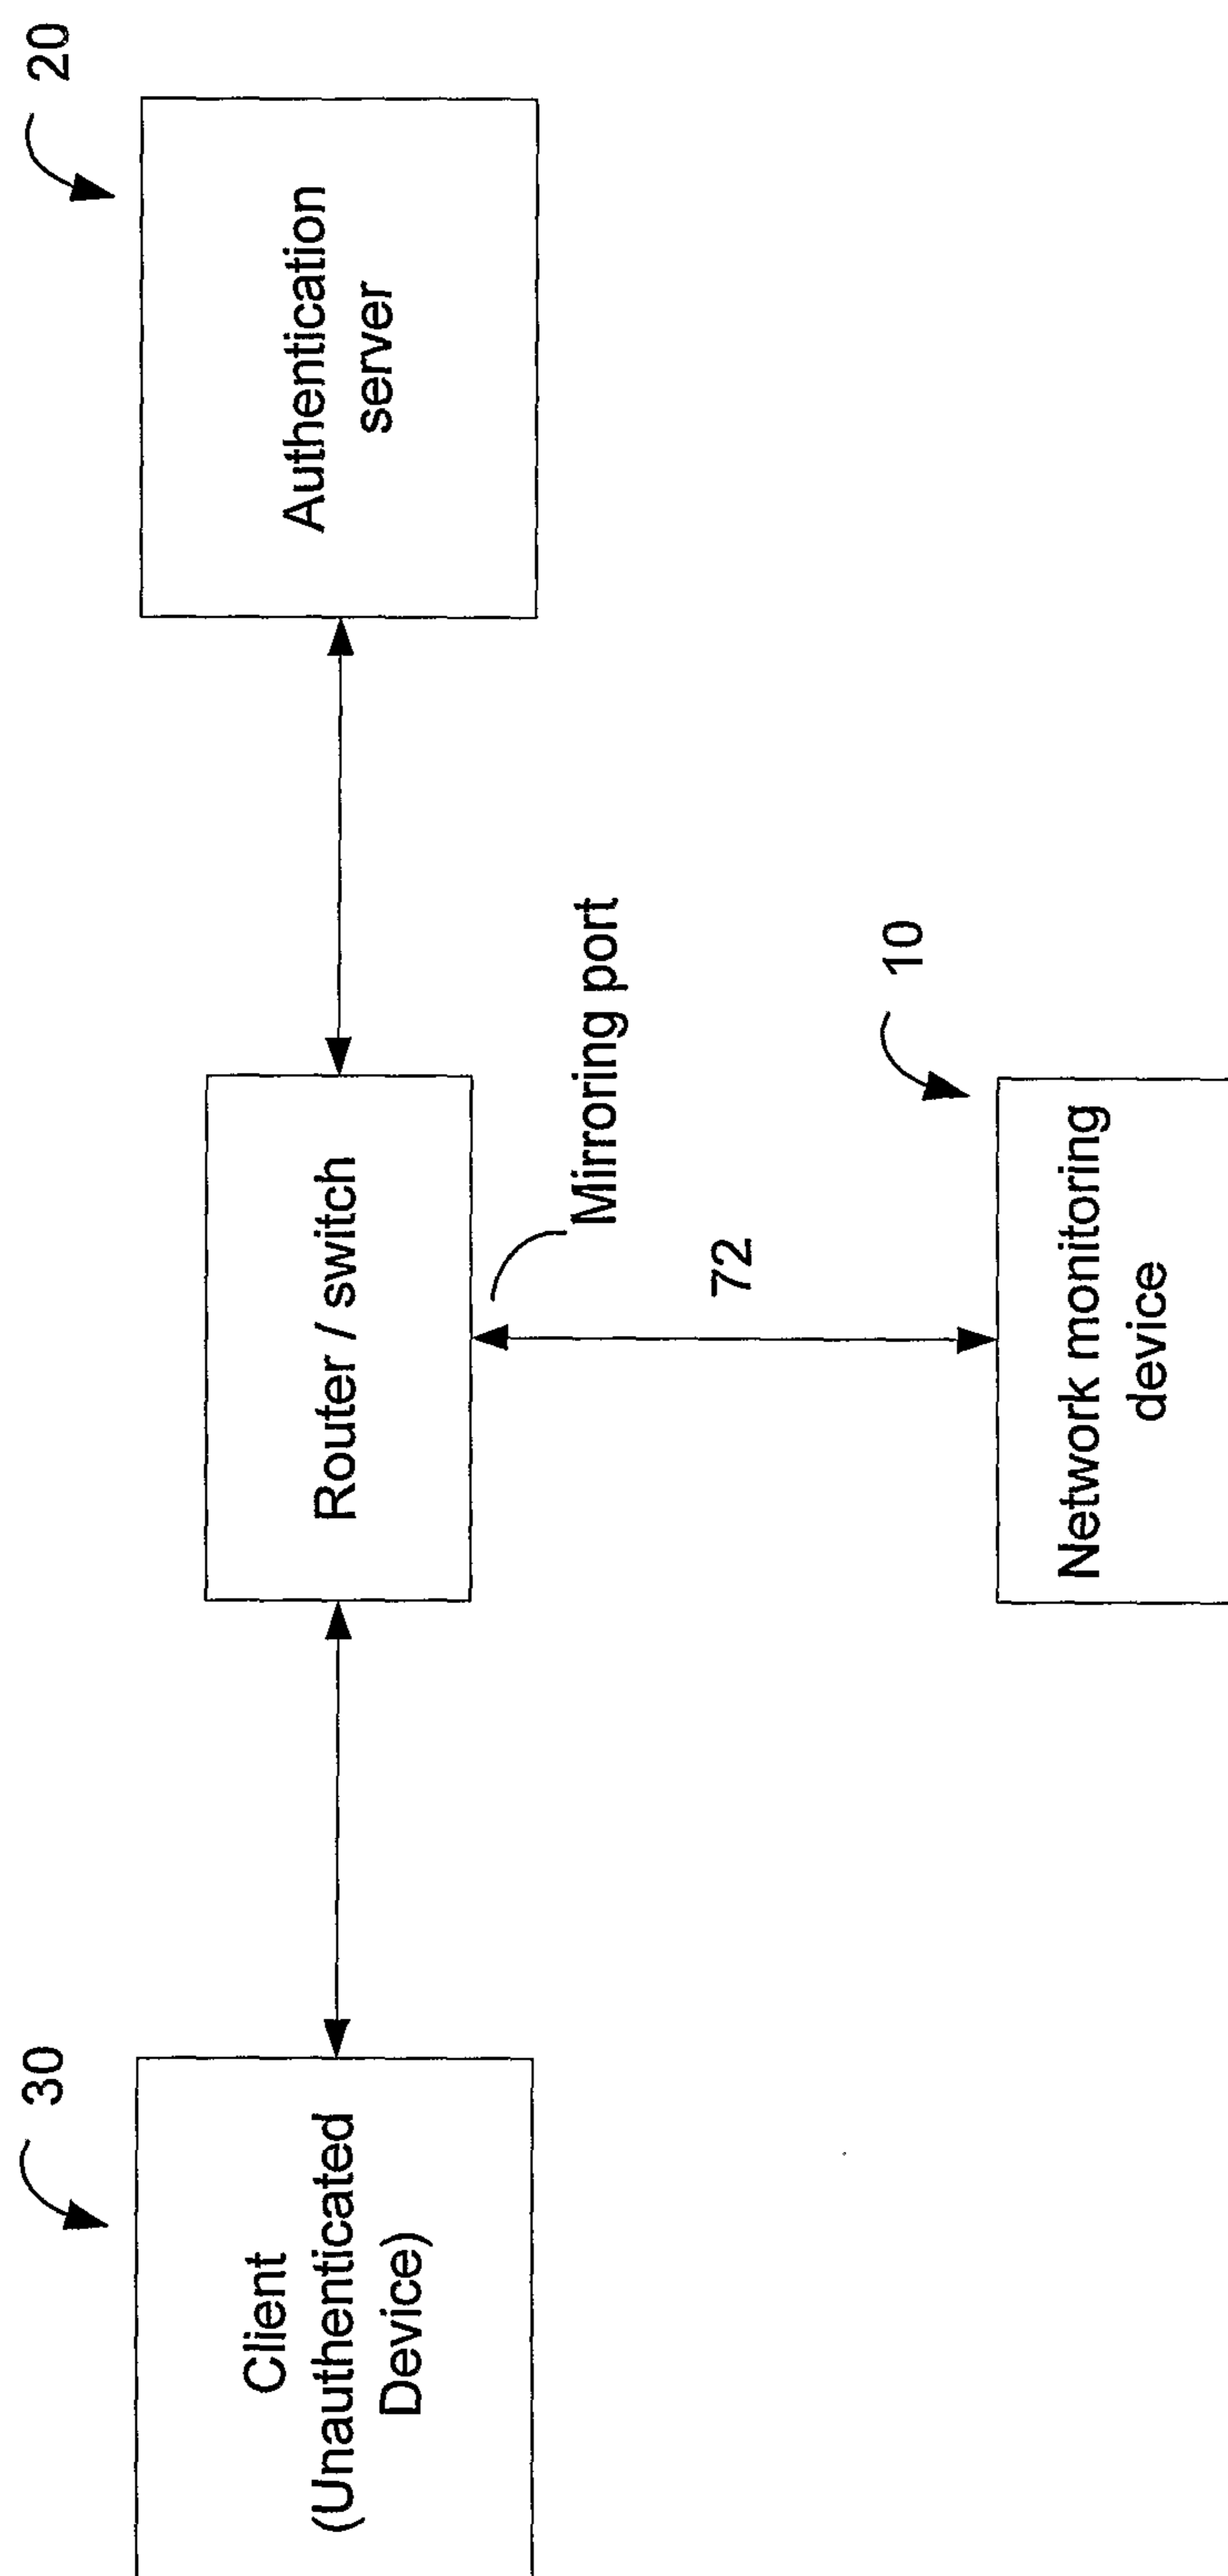 30
Client
(Unauthenticated
Device)
Router / switch
Mirroring port
72
20
Authentication
server
10
Network monitoring
device